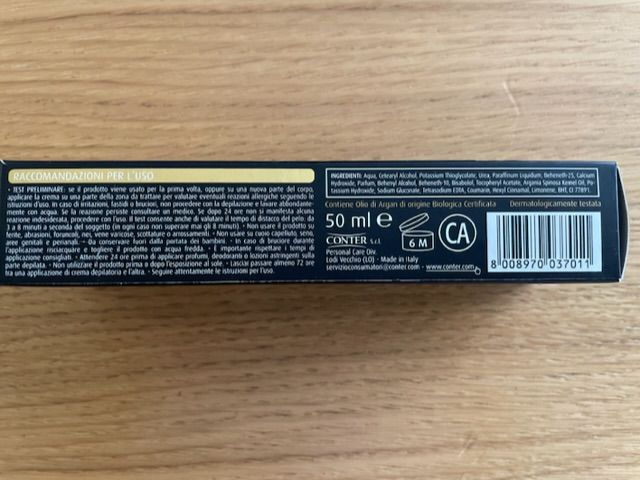 RACCOMANDAZIONI PER L'USO
• TEST PRELIMINARE: se il prodotto viene usato per la prima volta, oppure su una nuova parte del corpo,
applicare la crema su una parte della zona da trattare per valutare eventuali reazioni allergiche seguendo le
istruzioni d'uso. in caso di irritazioni, fastidi o bruciori, non procedere con la depilazione e lavare abbondante-
mente con acqua. Se la reazione persiste consultare un medico. Se dopo 24 ore non si manifesta alcuna
reazione indesiderata, procedere con l'uso. Il test consente anche di valutare il tempo di distacco del pelo: da
3 a 8 minuti a seconda del soggetto (in ogni caso non superare mai gli 8 minuti). • Non usare il prodotto su
ferite, abrasioni, foruncoli, nei, vene varicose, scottature o arrossamenti. • Non usare su cuoio capelluto, seno,
aree genitali e perianali. • Da conservare fuori dalla portata dei bambini. • In caso di bruciore durante
l'applicazione risciacquare e togliere il prodotto con acqua fredda. • È importante rispettare i tempi di
applicazione consigliati. • Attendere 24 ore prima di applicare profumi, deodoranti o lozioni astringenti sulla
parte depilata. • Non utilizzare il prodotto prima o dopo l'esposizione al sole. • Lasciar passare almeno 72 ore
tra una applicazione di crema depilatoria e l'altra. • Seguire attentamente le istruzioni per l'uso.
INGREDIENTI: Aqua, Cetearyl Alcohol, Potassium Thioglycolate, Urea, Paraffinum Liquidum, Beheneth-25, Calcium
Hydroxide, Parfum, Behenyl Alcohol, Beheneth-10, Bisabolol, Tocopheryl Acetate, Argania Spinosa Kernel Oil, Po-
tassium Hydroxide, Sodium Gluconate, Tetrasodium EDTA, Coumarin, Hexyl Cinnamal, Limonene, BHT, CI 77891.
Contiene Olio di Argan di origine Biologica Certificata Dermatologicamente testata
50 ml e
CONTER S.r.l.
Personal Care Div.
Lodi Vecchio (LO) - Made in Italy
servizioconsumatori@conter.com - www.conter.com
6 M
CA
8 008970 037011